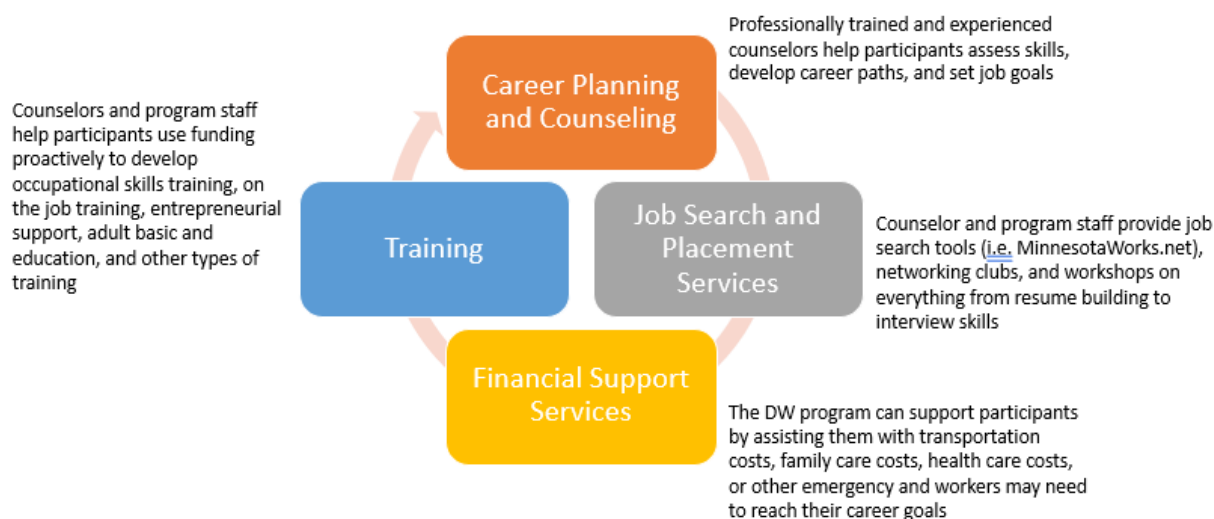 Professionally trained and experienced
counselors help participants assess skills,
develop career paths, and set job goals
Career Planning
and Counseling
Counselors and program staff
help participants use funding
proactively to develop
occupational skills training, on
the job training, entrepreneurial
support, adult basic and
education, and other types of
training
Training
Job Search and
Placement
Services
Counselor and program staff provide job
search tools (i.e. MinnesotaWorks.net),
networking clubs, and workshops on
everything from resume building to
interview skills
Financial Support
Services
The DW program can support participants
by assisting them with transportation
costs, family care costs, health care costs,
or other emergency and workers may need
to reach their career goals